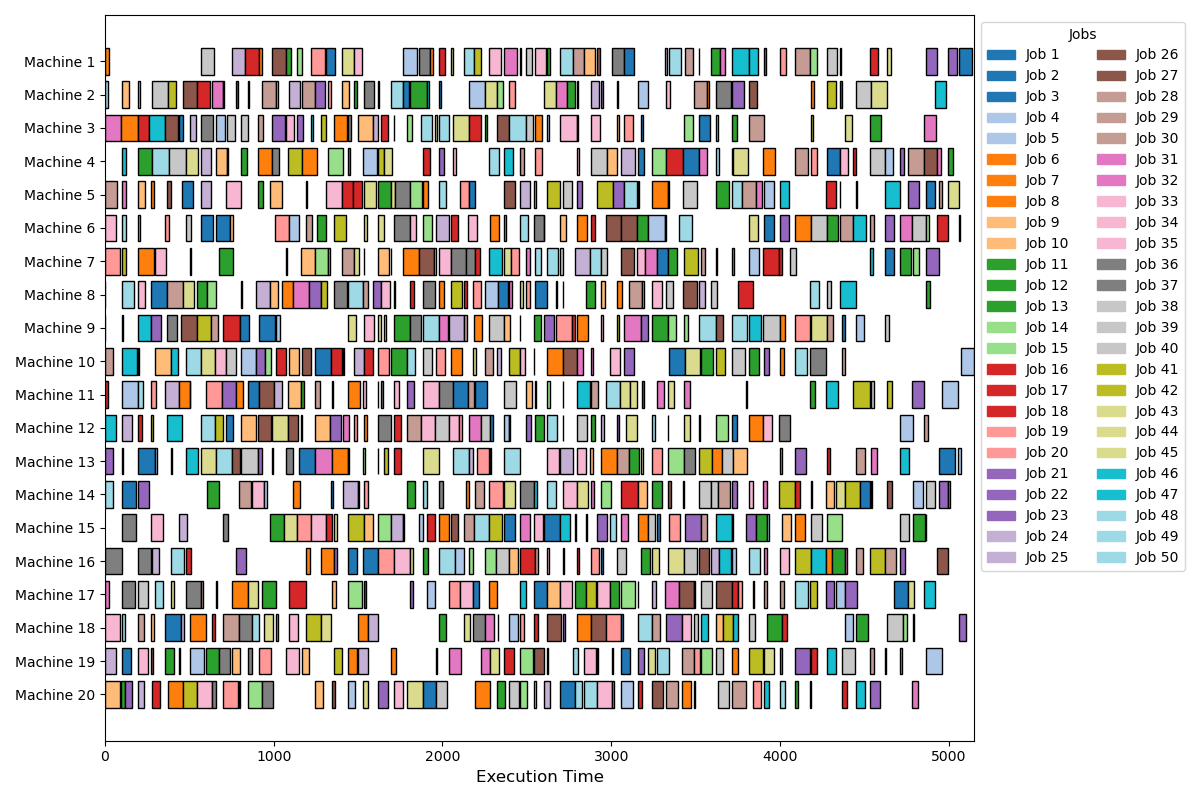 Machine 1
Machine 2
Machine 3
Machine 4
Machine 5
Machine 6
Machine 7
Machine 8
Machine 9
Machine 10
Machine 11
Machine 12
Machine 13
Machine 14
Machine 15
Machine 16
Machine 17
Machine 18
Machine 19
Machine 20
0 1000 2000 3000 4000 5000
Execution Time
Jobs
Job 1 Job 26
Job 2 Job 27
Job 3 Job 28
Job 4 Job 29
Job 5 Job 30
Job 6 Job 31
Job 7 Job 32
Job 8 Job 33
Job 9 Job 34
Job 10 Job 35
Job 11 Job 36
Job 12 Job 37
Job 13 Job 38
Job 14 Job 39
Job 15 Job 40
Job 16 Job 41
Job 17 Job 42
Job 18 Job 43
Job 19 Job 44
Job 20 Job 45
Job 21 Job 46
Job 22 Job 47
Job 23 Job 48
Job 24 Job 49
Job 25 Job 50